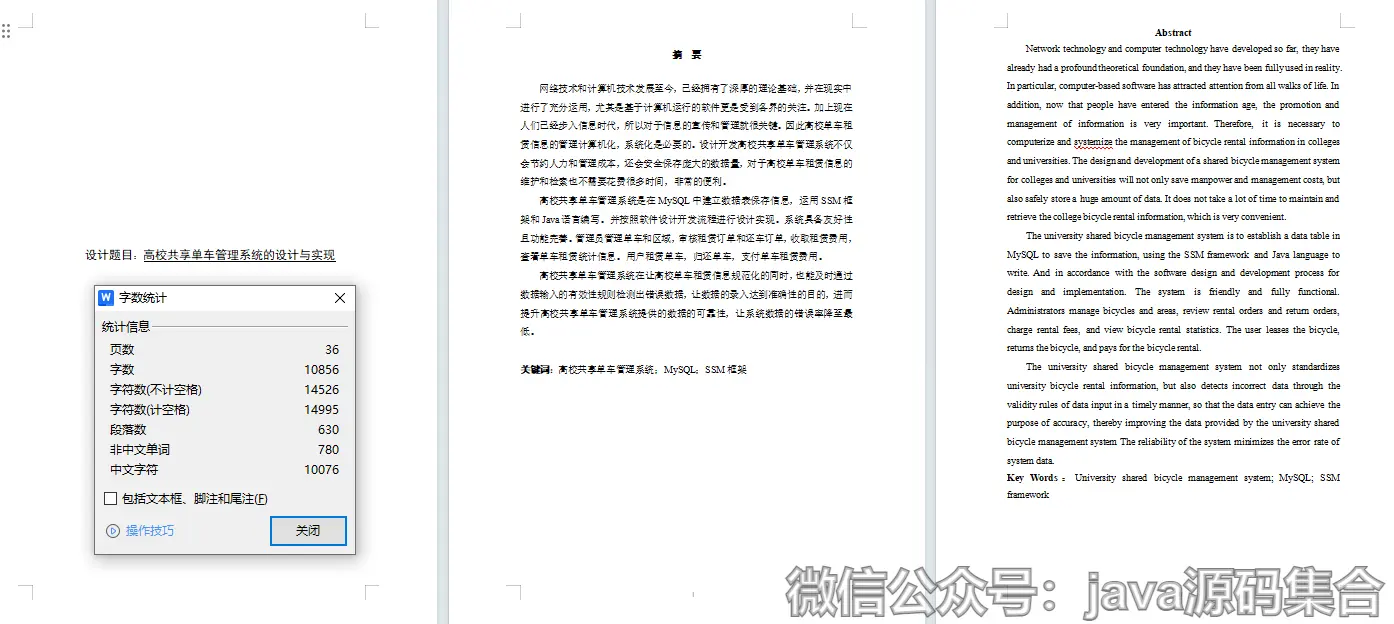 设计题目：高校共享单车管理系统的设计与实现
字数统计
统计信息
页数 36
字数 10856
字符数(不计空格) 14526
字符数(计空格) 14995
段落数 630
非中文单词 780
中文字符 10076
包括文本框、脚注和尾注(F)
操作技巧
关闭
摘 要
网络技术和计算机技术发展至今，已经拥有了深厚的理论基础，并在现实中
进行了充分运用，尤其是基于计算机运行的软件更是受到各界的关注。加上现在
人们已经步入信息时代，所以对于信息的宣传和管理就很关键。因此高校单车租
赁信息的管理计算机化，系统化是必要的。设计开发高校共享单车管理系统不仅
会节约人力和管理成本，还会安全保存庞大的数据量，对于高校单车租赁信息的
维护和检索也不需要花费很多时间，非常的便利。
高校共享单车管理系统是在 MySQL 中建立数据表保存信息，运用 SSM 框
架和 Java 语言编写。并按照软件设计开发流程进行设计实现。系统具备友好性
且功能完善。管理员管理单车和区域，审核租赁订单和还车订单，收取租赁费用，
查看单车租赁统计信息。用户租赁单车，归还单车，支付单车租赁费用。
高校共享单车管理系统在让高校单车租赁信息规范化的同时，也能及时通过
数据输入的有效性规则检测出错误数据，让数据的录入达到准确性的目的，进而
提升高校共享单车管理系统提供的数据的可靠性，让系统数据的错误率降至最
低。
关键词：高校共享单车管理系统；MySQL；SSM 框架
Abstract
Network technology and computer technology have developed so far, they have
already had a profound theoretical foundation, and they have been fully used in reality.
In particular, computer-based software has attracted attention from all walks of life. In
addition, now that people have entered the information age, the promotion and
management of information is very important. Therefore, it is necessary to
computerize and systemize the management of bicycle rental information in colleges
and universities. The design and development of a shared bicycle management system
for colleges and universities will not only save manpower and management costs, but
also safely store a huge amount of data. It does not take a lot of time to maintain and
retrieve the college bicycle rental information, which is very convenient.
The university shared bicycle management system is to establish a data table in
MySQL to save the information, using the SSM framework and Java language to
write. And in accordance with the software design and development process for
design and implementation. The system is friendly and fully functional.
Administrators manage bicycles and areas, review rental orders and return orders,
charge rental fees, and view bicycle rental statistics. The user leases the bicycle,
returns the bicycle, and pays for the bicycle rental.
The university shared bicycle management system not only standardizes
university bicycle rental information, but also detects incorrect data through the
validity rules of data input in a timely manner, so that the data entry can achieve the
purpose of accuracy, thereby improving the data provided by the university shared
bicycle management system The reliability of the system minimizes the error rate of
system data.
Key Words：University shared bicycle management system; MySQL; SSM
framework
I
微信公众号：java源码集合